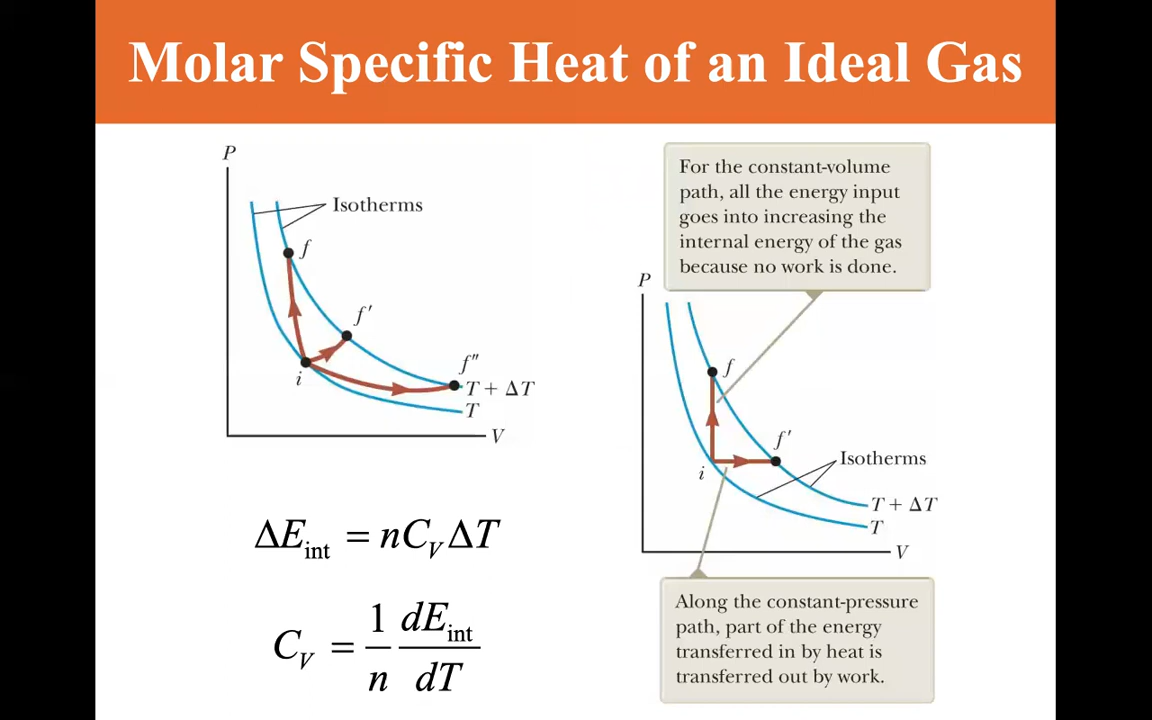 Molar Specific Heat of an Ideal Gas
P
Isotherms
f
f′
f″
i
T + ΔT
T
V
ΔE_int = nC_V ΔT
C_V = 1/n dE_int/dT
For the constant-volume
path, all the energy input
goes into increasing the
internal energy of the gas
because no work is done.
P
f
f′
i
Isotherms
T + ΔT
T
V
Along the constant-pressure
path, part of the energy
transferred in by heat is
transferred out by work.